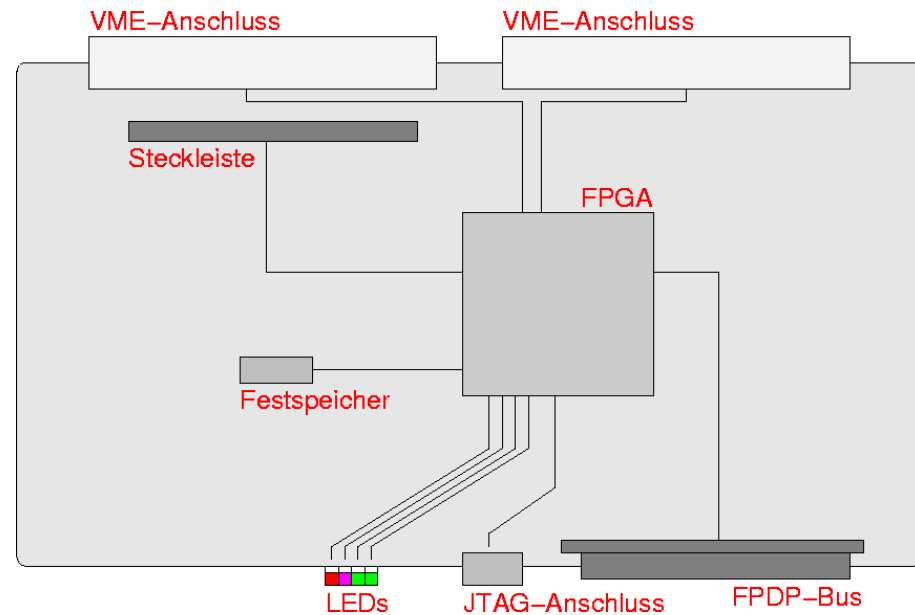 VME–Anschluss
VME–Anschluss
Steckleiste
FPGA
Festspeicher
LEDs
JTAG–Anschluss
FPDP–Bus